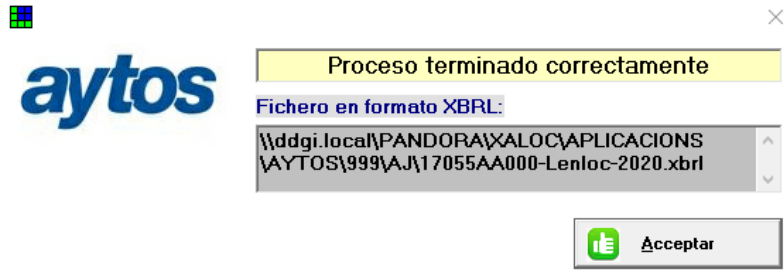 aytos
Proceso terminado correctamente
Fichero en formato XBRL:
\\ddgi.local\PANDORA\XALOC\APLICACIONS
\AYTOS\999\AJ\17055AA000-Lenloc-2020.xbrl
Acceptar